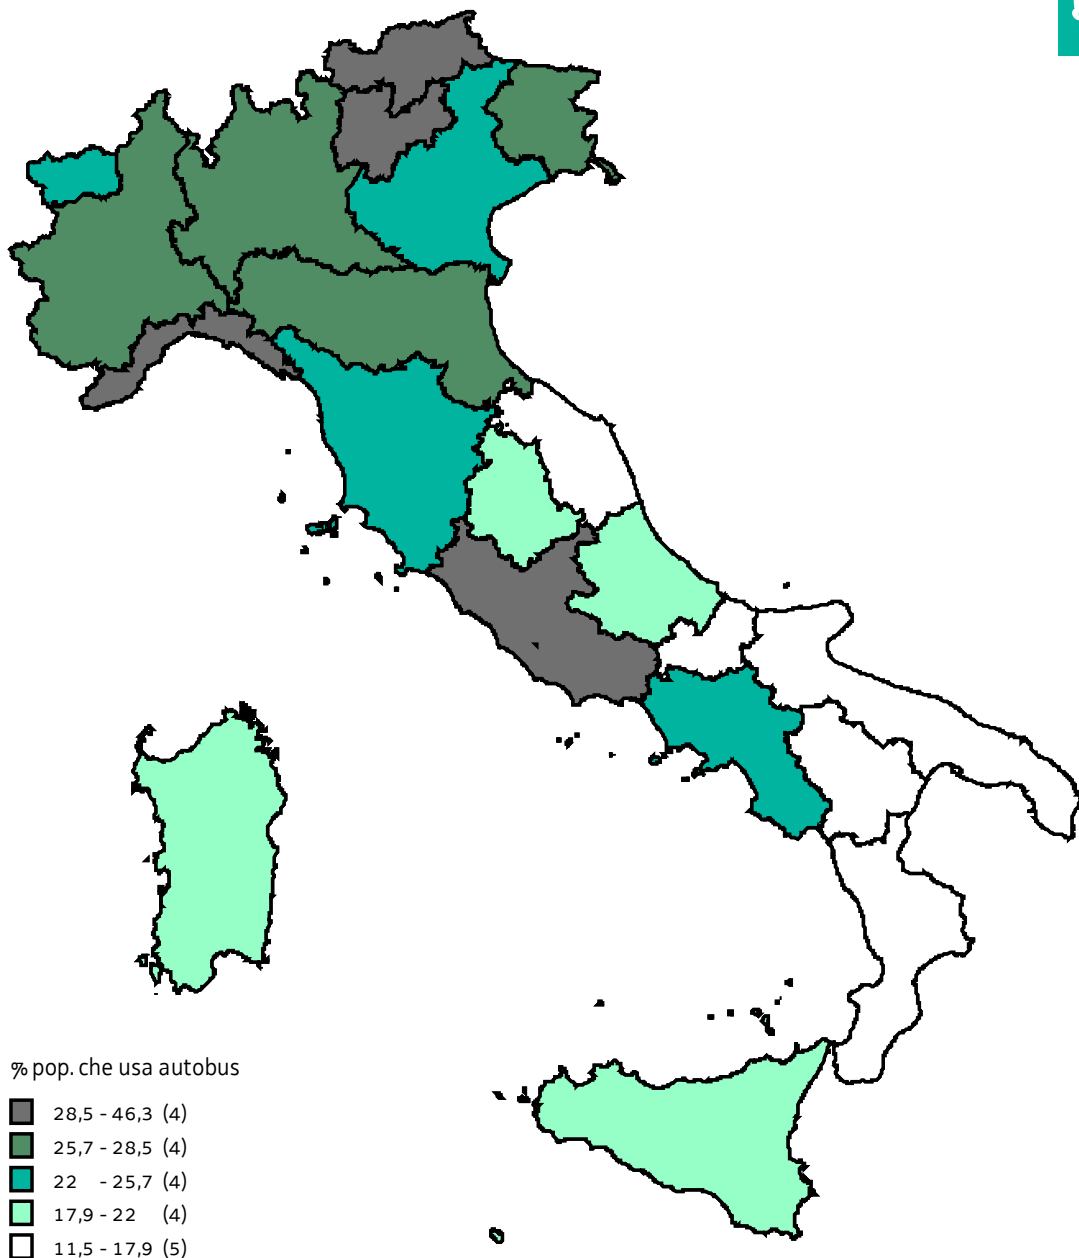 % pop. che usa autobus
28,5 - 46,3 (4)
25,7 - 28,5 (4)
22 - 25,7 (4)
17,9 - 22 (4)
11,5 - 17,9 (5)